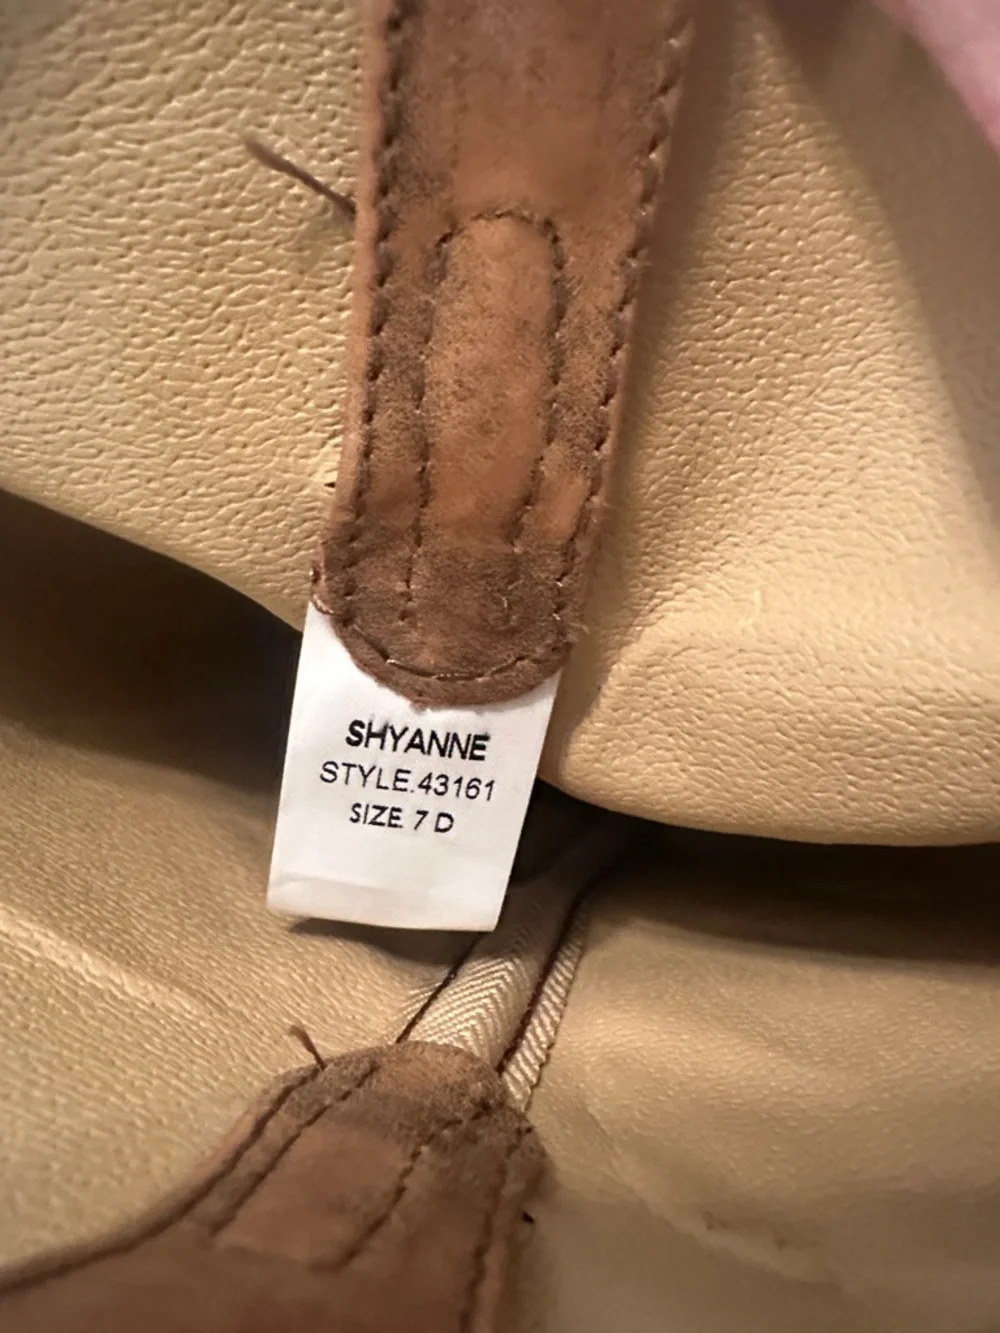 SHYANNE
STYLE.43161
SIZE. 7 D